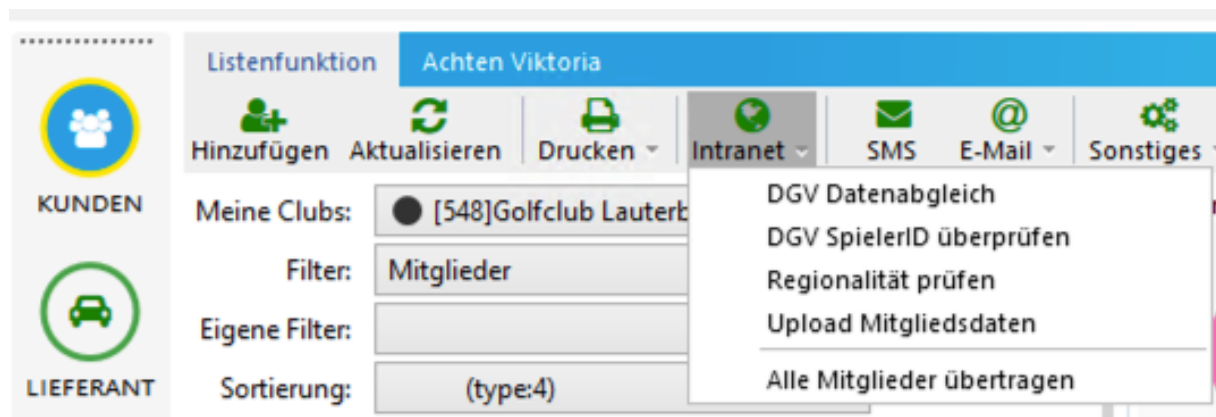 Listenfunktion Achten Viktoria
Hinzufügen Aktualisieren Drucken Intranet SMS E-Mail Sonstiges
KUNDEN
Meine Clubs: [548]Golfclub Lauterb
Filter: Mitglieder
Eigene Filter:
Sortierung: (type:4)
LIEFERANT
DGV Datenabgleich
DGV SpielerID überprüfen
Regionalität prüfen
Upload Mitgliedsdaten
Alle Mitglieder übertragen